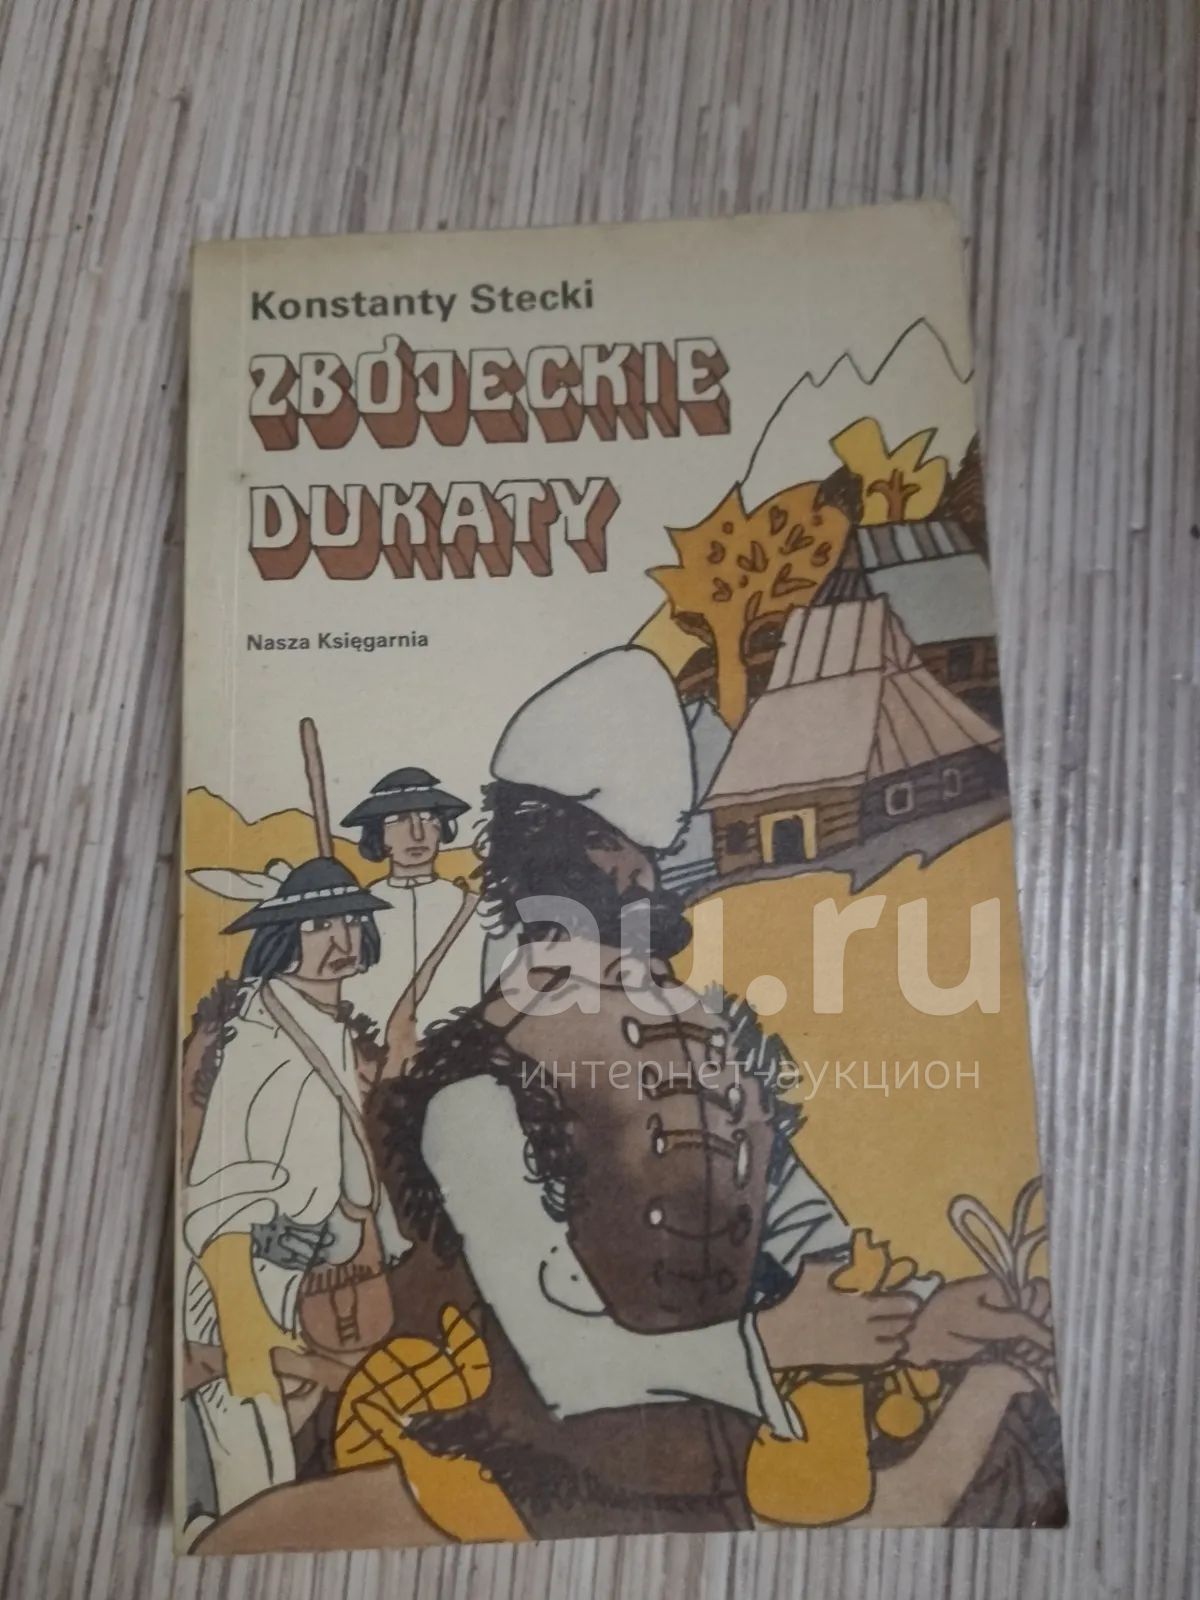 Konstanty Stecki
ZBÓJECKIE
DUKATY
Nasza Księgarnia
au.ru
интернет-аукцион